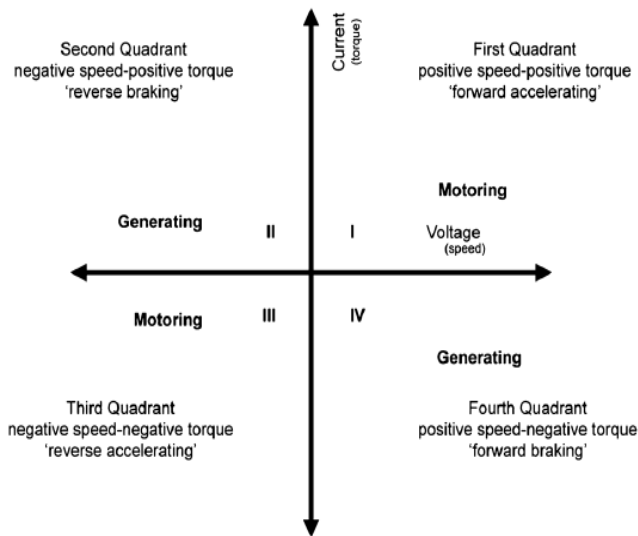 Second Quadrant
negative speed-positive torque
‘reverse braking’
Current
(torque)
First Quadrant
positive speed-positive torque
‘forward accelerating’
Generating
II
I
Motoring
Voltage
(speed)
Motoring
III
IV
Generating
Third Quadrant
negative speed-negative torque
‘reverse accelerating’
Fourth Quadrant
positive speed-negative torque
‘forward braking’